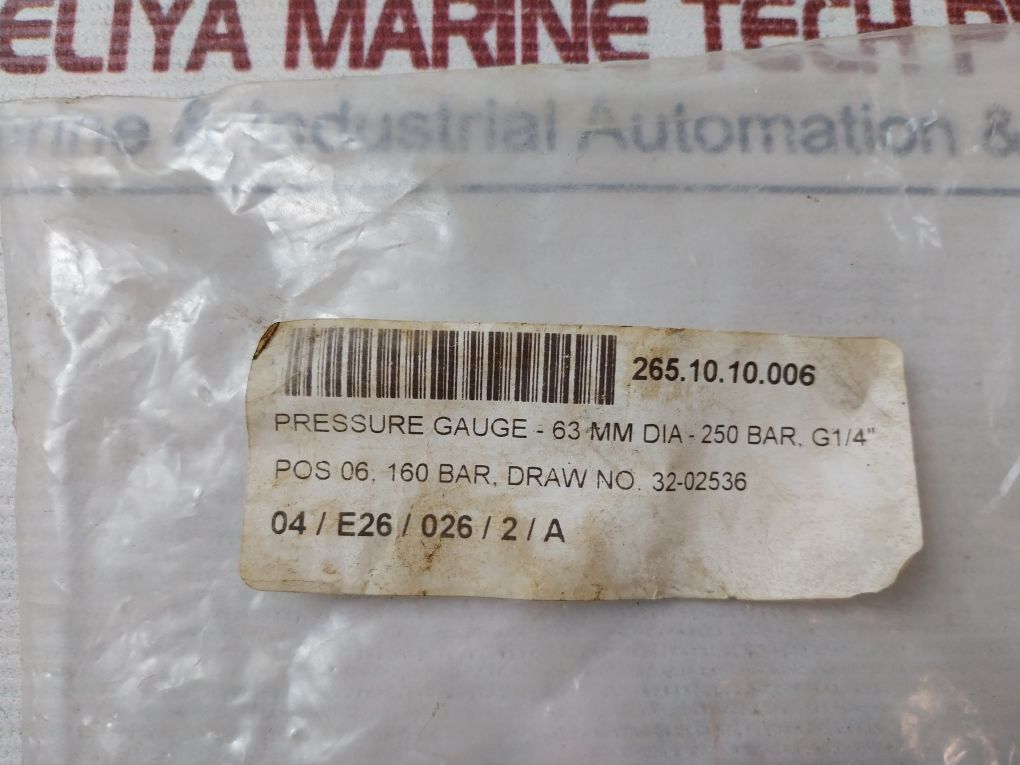 ELIYA MARINE TECH P
rine & Industrial Automation &
265.10.10.006
PRESSURE GAUGE - 63 MM DIA - 250 BAR, G1/4"
POS 06, 160 BAR, DRAW NO. 32-02536
04 / E26 / 026 / 2 / A